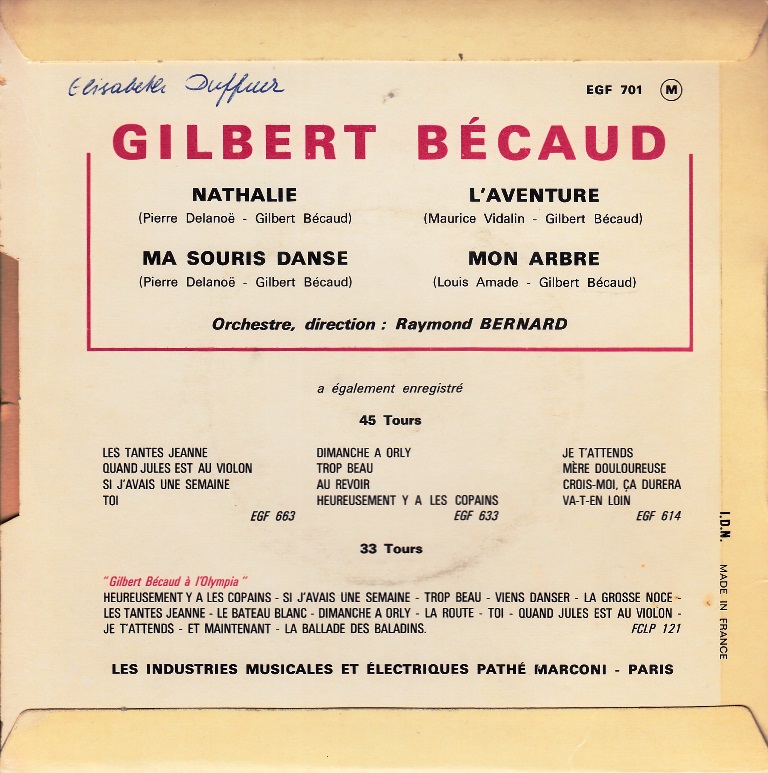 Elisabeth Duffner
EGF 701 M
GILBERT BÉCAUD
NATHALIE
(Pierre Delanoë - Gilbert Bécaud)
L'AVENTURE
(Maurice Vidalin - Gilbert Bécaud)
MA SOURIS DANSE
(Pierre Delanoë - Gilbert Bécaud)
MON ARBRE
(Louis Amade - Gilbert Bécaud)
Orchestre, direction : Raymond BERNARD
a également enregistré
45 Tours
LES TANTES JEANNE
QUAND JULES EST AU VIOLON
SI J'AVAIS UNE SEMAINE
TOI
EGF 663
DIMANCHE A ORLY
TROP BEAU
AU REVOIR
HEUREUSEMENT Y A LES COPAINS
EGF 633
JE T'ATTENDS
MÈRE DOULOUREUSE
CROIS-MOI, ÇA DURERA
VA-T-EN LOIN
EGF 614
33 Tours
"Gilbert Bécaud à l'Olympia"
HEUREUSEMENT Y A LES COPAINS - SI J'AVAIS UNE SEMAINE - TROP BEAU - VIENS DANSER - LA GROSSE NOCE -
LES TANTES JEANNE - LE BATEAU BLANC - DIMANCHE A ORLY - LA ROUTE - TOI - QUAND JULES EST AU VIOLON -
JE T'ATTENDS - ET MAINTENANT - LA BALLADE DES BALADINS. FCLP 121
LES INDUSTRIES MUSICALES ET ÉLECTRIQUES PATHÉ MARCONI - PARIS
I.D.N. MADE IN FRANCE